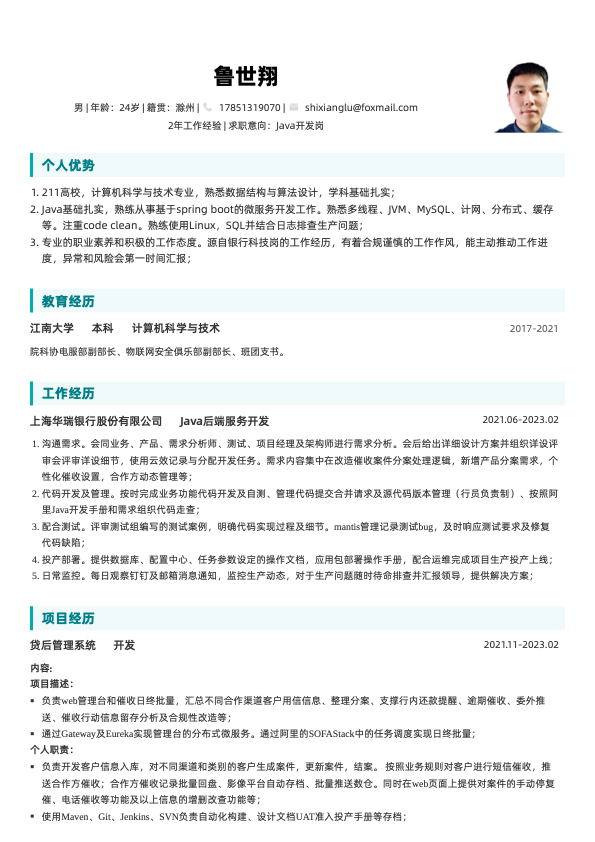 鲁世翔
男 | 年龄：24岁 | 籍贯：滁州 | 17851319070 | shixianglu@foxmail.com
2年工作经验 | 求职意向：Java开发岗
个人优势
1. 211高校，计算机科学与技术专业，熟悉数据结构与算法设计，学科基础扎实；
2. Java基础扎实，熟练从事基于spring boot的微服务开发工作。熟悉多线程、JVM、MySQL、计网、分布式、缓存
等。注重code clean。熟练使用Linux，SQL并结合日志排查生产问题；
3. 专业的职业素养和积极的工作态度。源自银行科技岗的工作经历，有着合规谨慎的工作作风，能主动推动工作进
度，异常和风险会第一时间汇报；
教育经历
江南大学 本科 计算机科学与技术 2017-2021
院科协电服部副部长、物联网安全俱乐部副部长、班团支书。
工作经历
上海华瑞银行股份有限公司 Java后端服务开发 2021.06-2023.02
1. 沟通需求。会同业务、产品、需求分析师、测试、项目经理及架构师进行需求分析。会后给出详细设计方案并组织详设评
审会评审详设细节，使用云效记录与分配开发任务。需求内容集中在改造催收案件分案处理逻辑，新增产品分案需求，个
性化催收设置，合作方动态管理等；
2. 代码开发及管理。按时完成业务功能代码开发及自测、管理代码提交合并请求及源代码版本管理（行员负责制）、按照阿
里Java开发手册和需求组织代码走查；
3. 配合测试。评审测试组编写的测试案例，明确代码实现过程及细节。mantis管理记录测试bug，及时响应测试要求及修复
代码缺陷；
4. 投产部署。提供数据库、配置中心、任务参数设定的操作文档，应用包部署操作手册，配合运维完成项目生产投产上线；
5. 日常监控。每日观察钉钉及邮箱消息通知，监控生产动态，对于生产问题随时待命排查并汇报领导，提供解决方案；
项目经历
贷后管理系统 开发 2021.11-2023.02
内容:
项目描述：
▪ 负责web管理台和催收日终批量，汇总不同合作渠道客户用信信息、整理分案、支撑行内还款提醒、逾期催收、委外推
送、催收行动信息留存分析及合规性改造等；
▪ 通过Gateway及Eureka实现管理台的分布式微服务。通过阿里的SOFAStack中的任务调度实现日终批量；
个人职责：
▪ 负责开发客户信息入库，对不同渠道和类别的客户生成案件，更新案件，结案。 按照业务规则对客户进行短信催收，推
送合作方催收；合作方催收记录批量回盘、影像平台自动存档、批量推送数仓。同时在web页面上提供对案件的手动停复
催、电话催收等功能及以上信息的增删改查功能等；
▪ 使用Maven、Git、Jenkins、SVN负责自动化构建、设计文档UAT准入投产手册等存档；